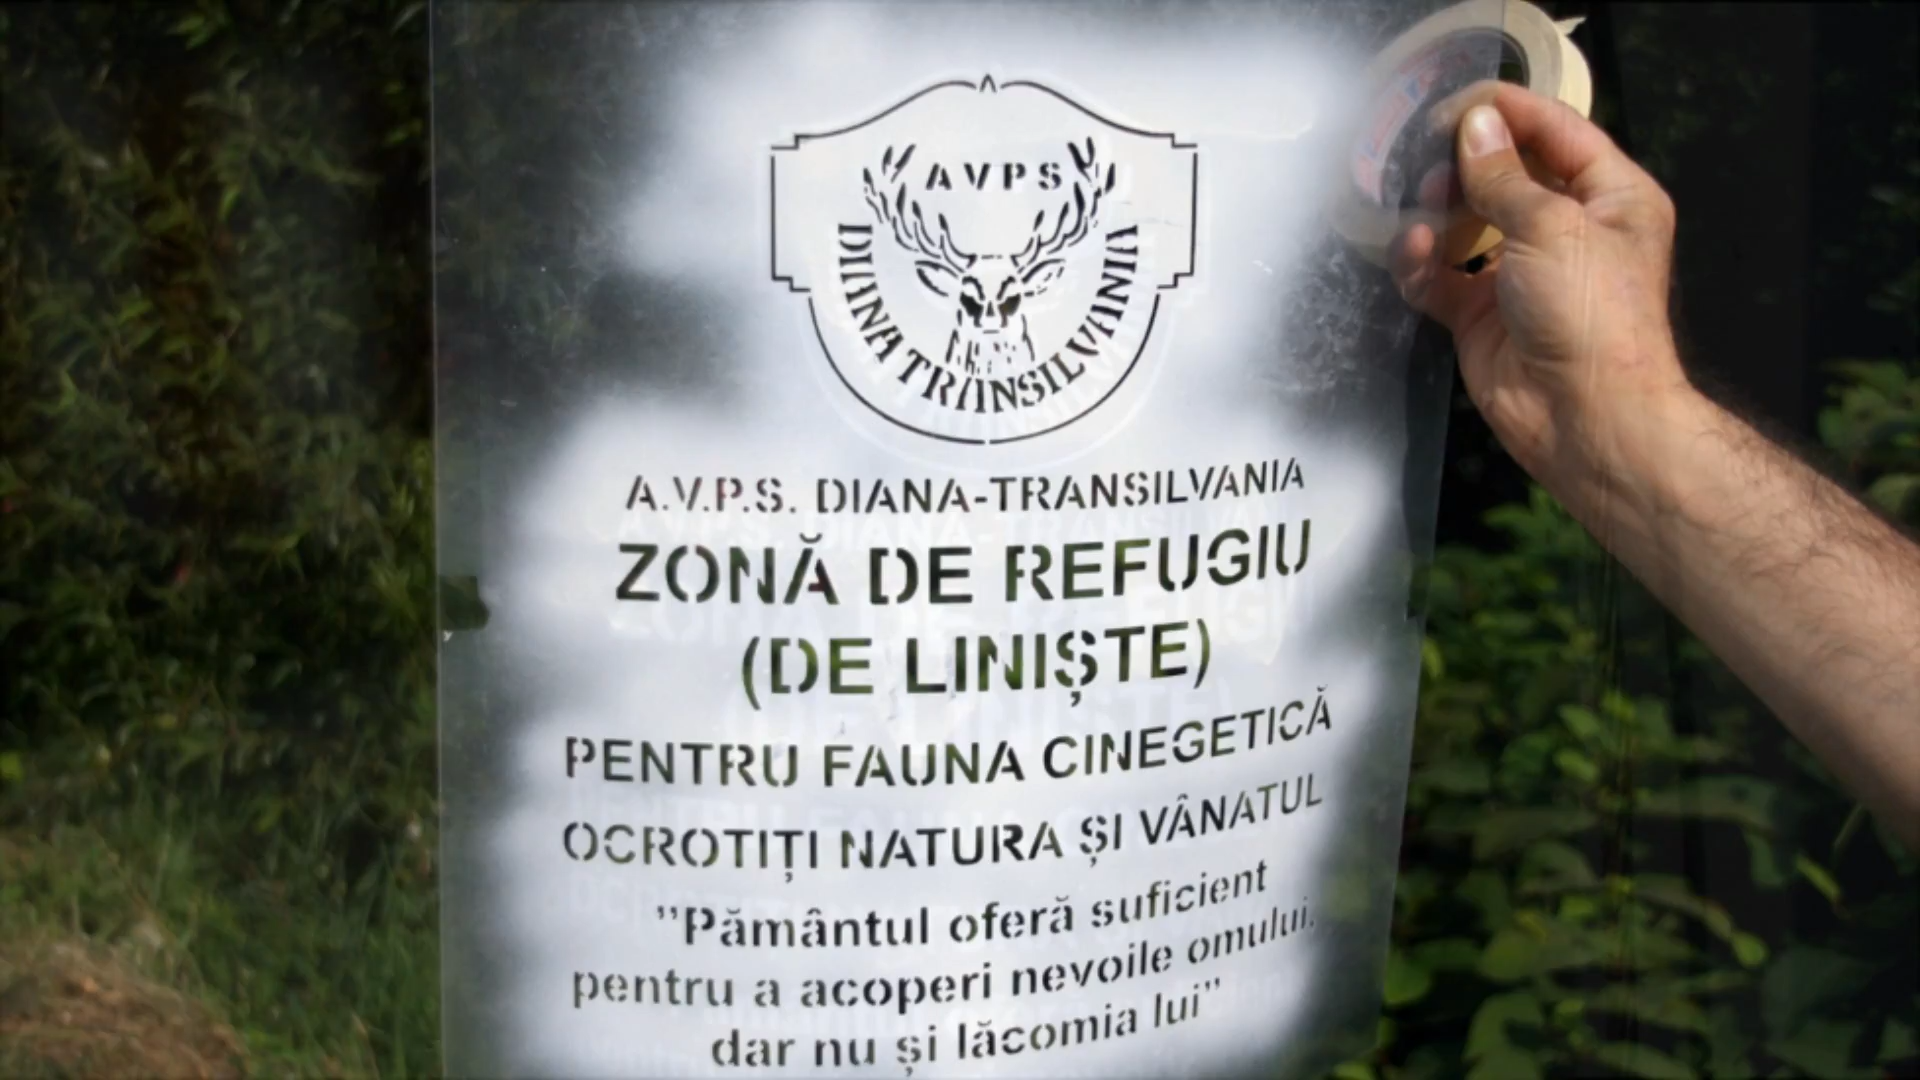 A V P S
DIANA TRANSILVANIA
A.V.P.S. DIANA-TRANSILVANIA
ZONĂ DE REFUGIU
(DE LINIȘTE)
PENTRU FAUNA CINEGETICĂ
OCROTIȚI NATURA ȘI VÂNATUL
”Pământul oferă suficient
pentru a acoperi nevoile omului,
dar nu și lăcomia lui”